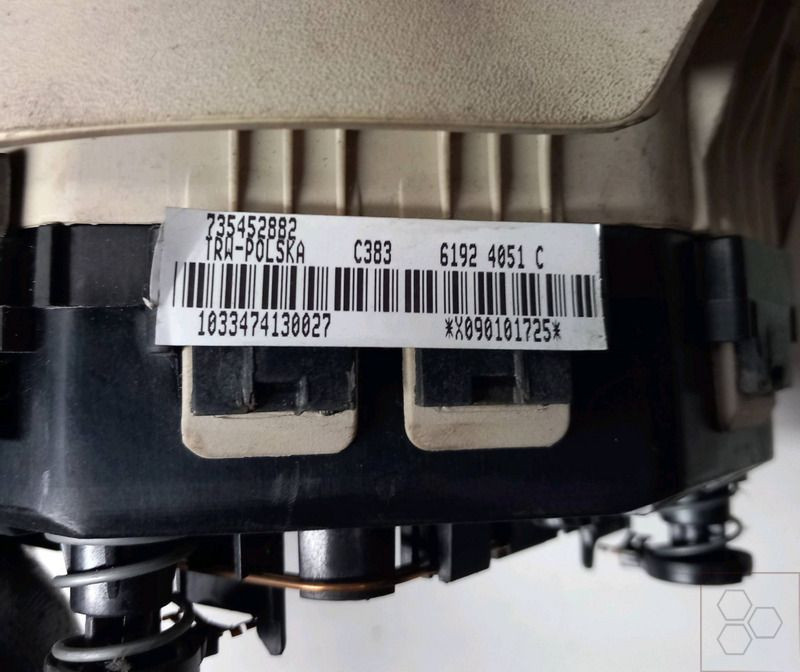 735452882
TRW-POLSKA C383 6192 4051 C
1033474130027 *X090101725*